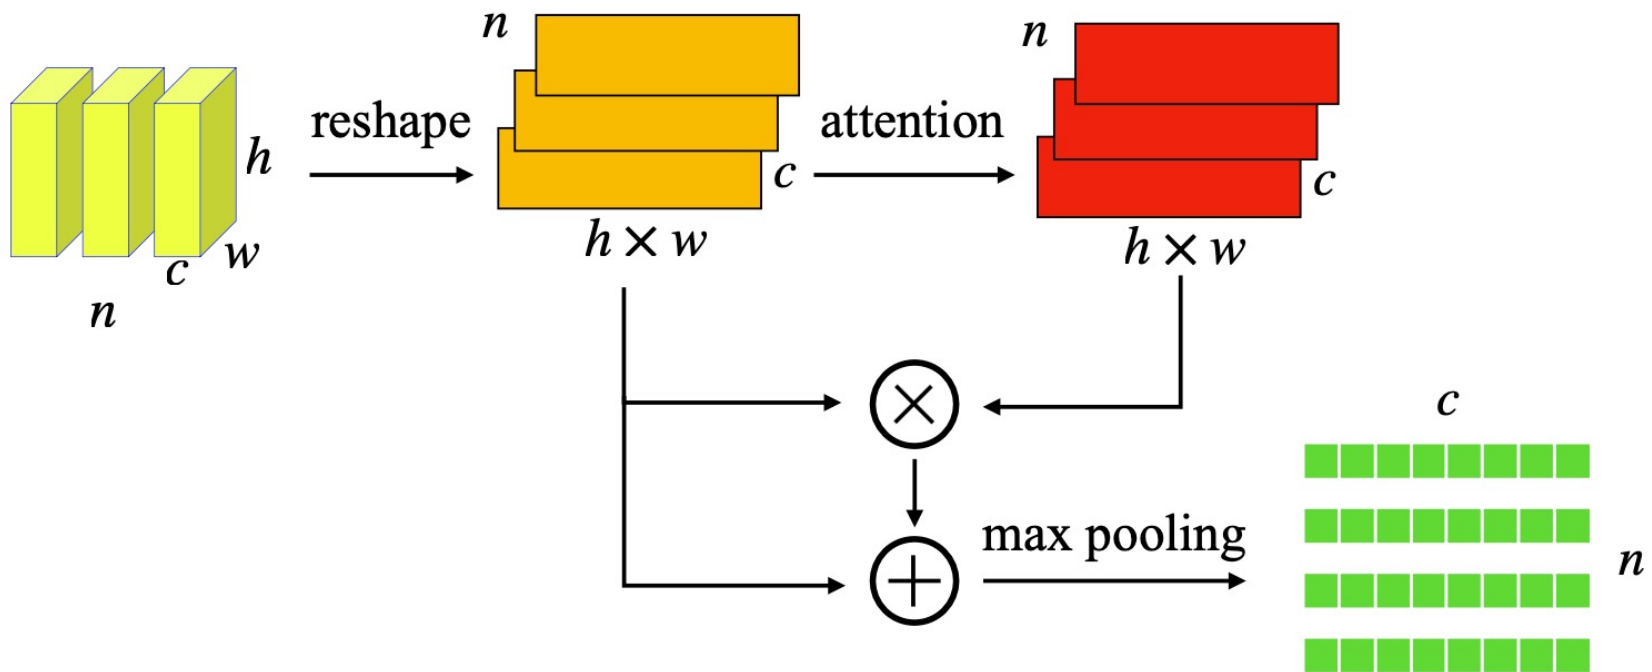 n
n
reshape
attention
h
c
c
h × w
h × w
w
c
n
c
max pooling
n